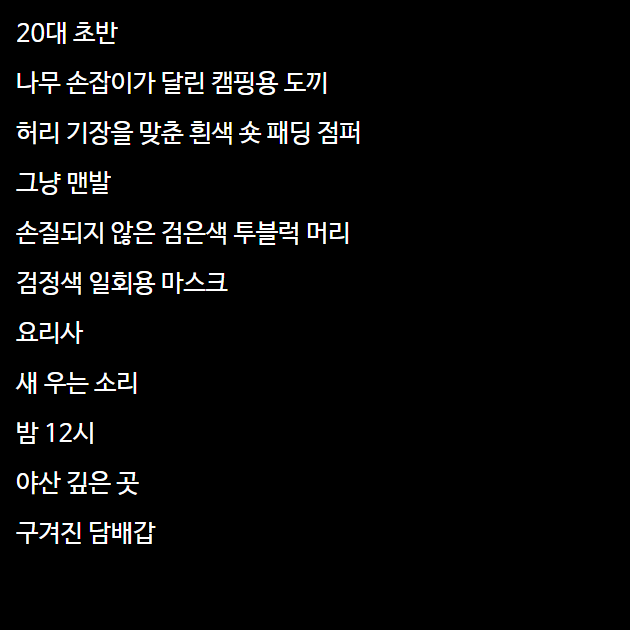 20대 초반
나무 손잡이가 달린 캠핑용 도끼
허리 기장을 맞춘 흰색 숏 패딩 점퍼
그냥 맨발
손질되지 않은 검은색 투블럭 머리
검정색 일회용 마스크
요리사
새 우는 소리
밤 12시
야산 깊은 곳
구겨진 담배갑